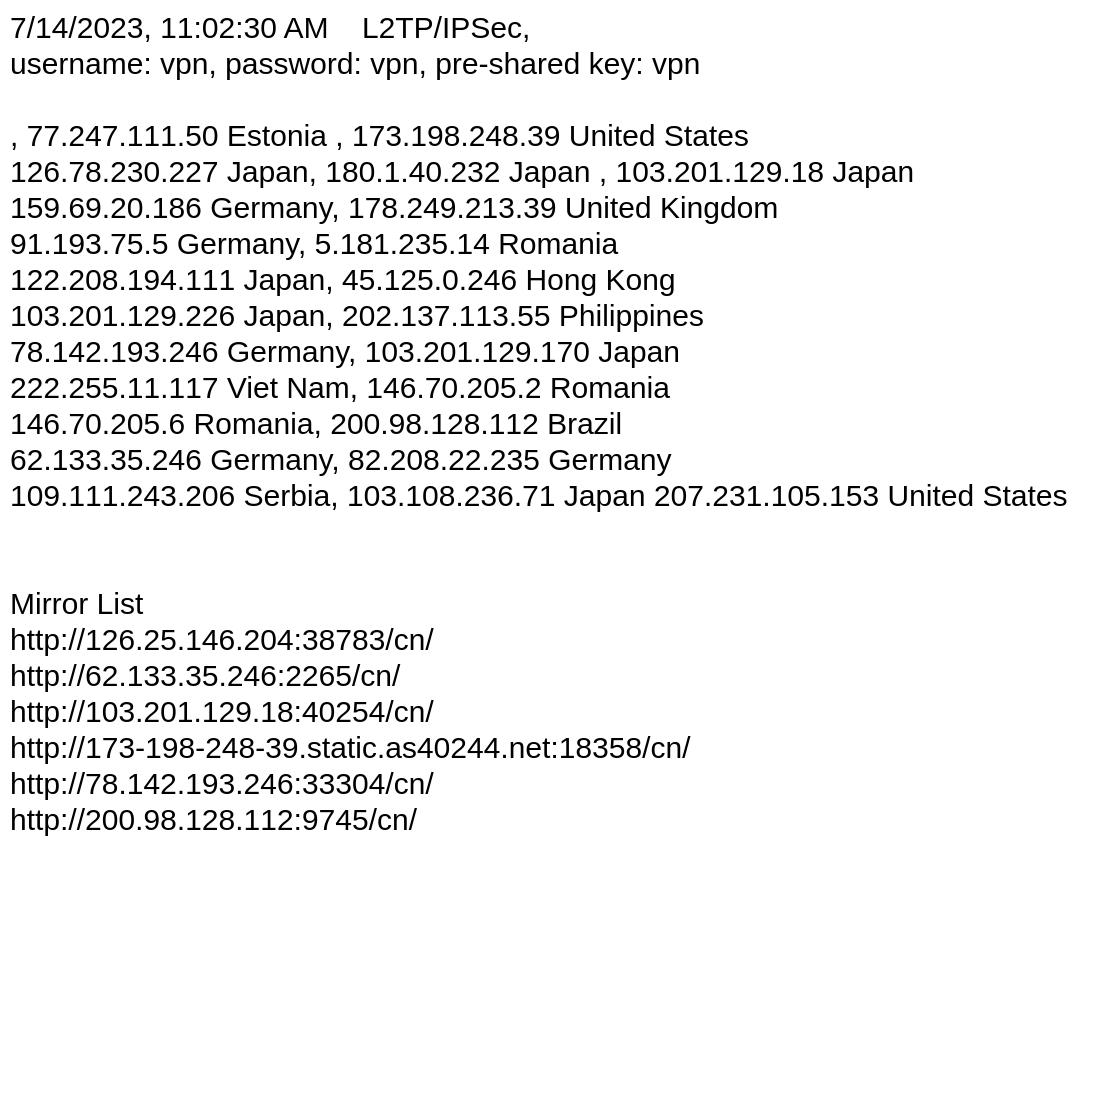 7/14/2023, 11:02:30 AM    L2TP/IPSec,
username: vpn, password: vpn, pre-shared key: vpn
, 77.247.111.50 Estonia , 173.198.248.39 United States
126.78.230.227 Japan, 180.1.40.232 Japan , 103.201.129.18 Japan
159.69.20.186 Germany, 178.249.213.39 United Kingdom
91.193.75.5 Germany, 5.181.235.14 Romania
122.208.194.111 Japan, 45.125.0.246 Hong Kong
103.201.129.226 Japan, 202.137.113.55 Philippines
78.142.193.246 Germany, 103.201.129.170 Japan
222.255.11.117 Viet Nam, 146.70.205.2 Romania
146.70.205.6 Romania, 200.98.128.112 Brazil
62.133.35.246 Germany, 82.208.22.235 Germany
109.111.243.206 Serbia, 103.108.236.71 Japan 207.231.105.153 United States
Mirror List
http://126.25.146.204:38783/cn/
http://62.133.35.246:2265/cn/
http://103.201.129.18:40254/cn/
http://173-198-248-39.static.as40244.net:18358/cn/
http://78.142.193.246:33304/cn/
http://200.98.128.112:9745/cn/